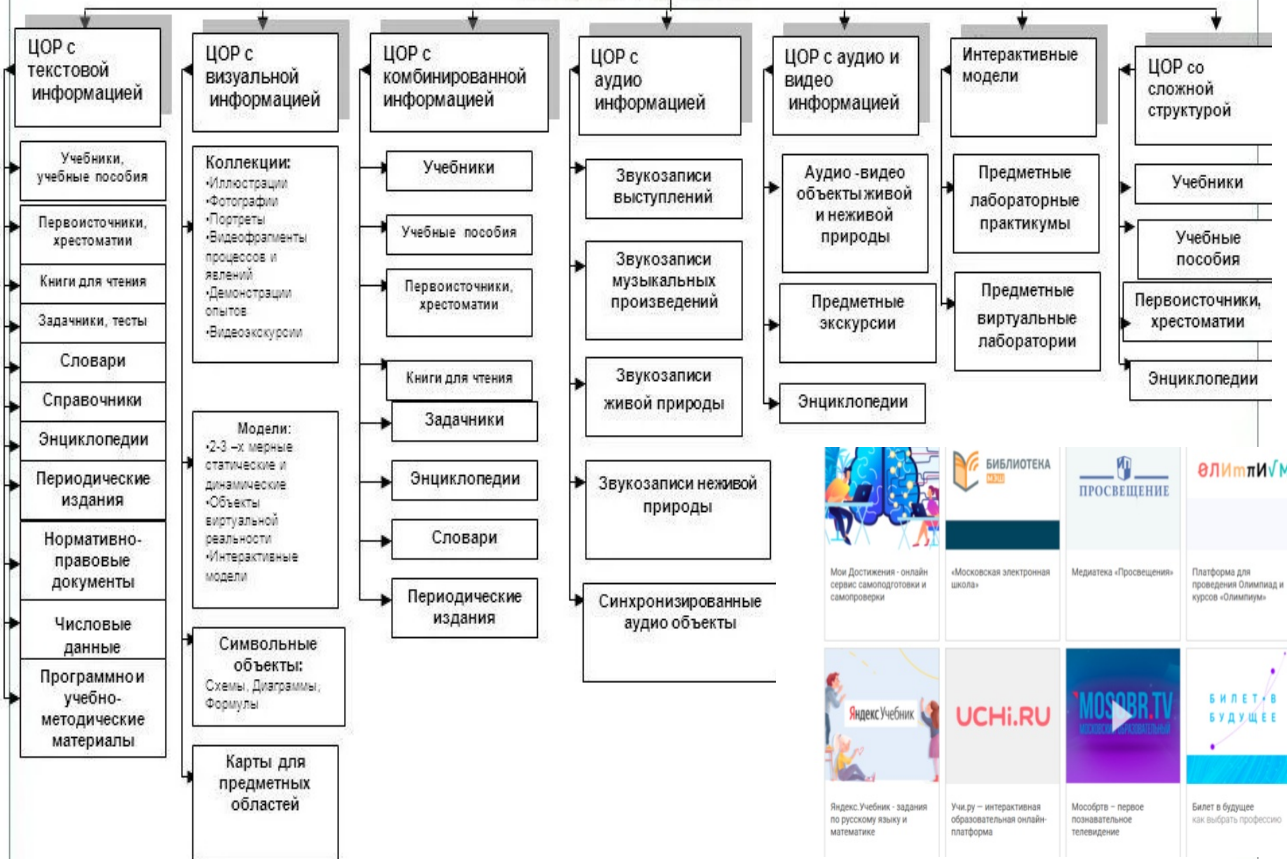 ЦОР с
текстовой
информацией
Учебники,
учебные пособия
Первоисточники,
хрестоматии
Книги для чтения
Задачники, тесты
Словари
Справочники
Энциклопедии
Периодические
издания
Нормативно-
правовые
документы
Числовые
данные
Программно и
учебно-
методические
материалы
ЦОР с
визуальной
информацией
Коллекции:
•Иллюстрации
•Фотографии
•Портреты
•Видеофрагменты
процессов и
явлений
•Демонстрации
опытов
•Видеоэкскурсии
Модели:
•2-3 –х мерные
статические и
динамические
•Объекты
виртуальной
реальности
•Интерактивные
модели
Символьные
объекты:
Схемы, Диаграммы,
Формулы
Карты для
предметных
областей
ЦОР с
комбинированной
информацией
Учебники
Учебные пособия
Первоисточники,
хрестоматии
Книги для чтения
Задачники
Энциклопедии
Словари
Периодические
издания
ЦОР с
аудио
информацией
Звукозаписи
выступлений
Звукозаписи
музыкальных
произведений
Звукозаписи
живой природы
Звукозаписи неживой
природы
Синхронизированные
аудио объекты
ЦОР с аудио и
видео
информацией
Аудио -видео
объекты живой
и неживой
природы
Предметные
экскурсии
Энциклопедии
Интерактивные
модели
Предметные
лабораторные
практикумы
Предметные
виртуальные
лаборатории
ЦОР со
сложной
структурой
Учебники
Учебные
пособия
Первоисточники,
хрестоматии
Энциклопедии
Мои Достижения - онлайн
сервис самоподготовки и
самопроверки
БИБЛИОТЕКА
МЭШ
«Московская электронная
школа»
ПРОСВЕЩЕНИЕ
Медиатека «Просвещения»
ОЛИmпИ√М
Платформа для
проведения Олимпиад и
курсов «Олимпиум»
Яндекс Учебник
Яндекс.Учебник - задания
по русскому языку и
математике
UCHi.RU
Учи.ру — интерактивная
образовательная онлайн-
платформа
MOSOBR.TV
МОСКОВСКИЙ ОБРАЗОВАТЕЛЬНЫЙ
Мособртв – первое
познавательное
телевидение
БИЛЕТ•В
БУДУЩЕЕ
Билет в будущее
как выбрать профессию